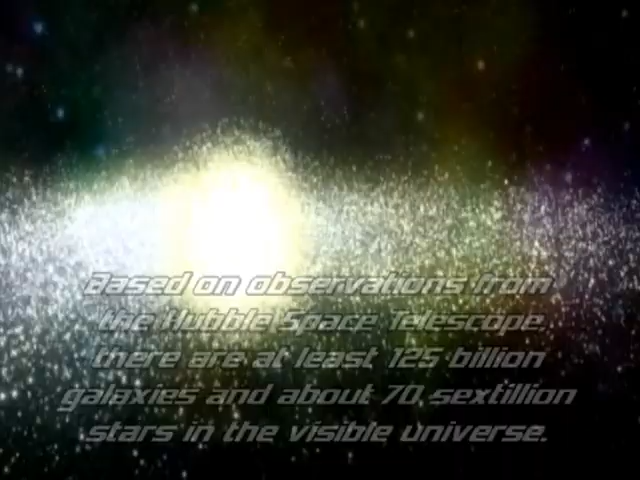 Based on observations from
the Hubble Space Telescope,
there are at least 125 billion
galaxies and about 70 sextillion
stars in the visible universe.